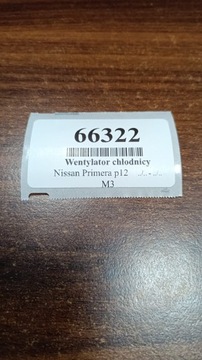 66322
Wentylator chłodnicy
Nissan Primera p12
M3